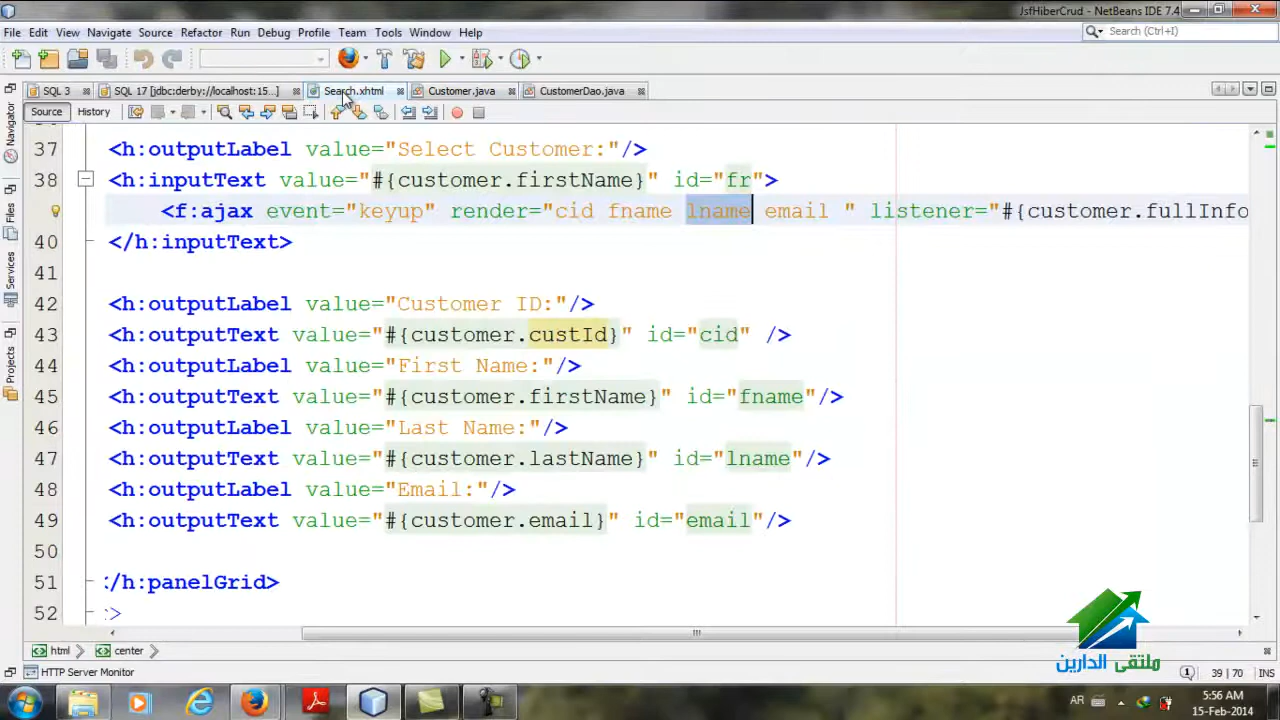 JsfHiberCrud - NetBeans IDE 7.4
File Edit View Navigate Source Refactor Run Debug Profile Team Tools Window Help
Search (Ctrl+I)
SQL 3 SQL 17 [jdbc:derby://localhost:15...] Search.xhtml Customer.java CustomerDao.java
Source History
37 <h:outputLabel value="Select Customer:"/>
38 <h:inputText value="#{customer.firstName}" id="fr">
<f:ajax event="keyup" render="cid fname lname email " listener="#{customer.fullInfo
40 </h:inputText>
41
42 <h:outputLabel value="Customer ID:"/>
43 <h:outputText value="#{customer.custId}" id="cid" />
44 <h:outputLabel value="First Name:"/>
45 <h:outputText value="#{customer.firstName}" id="fname"/>
46 <h:outputLabel value="Last Name:"/>
47 <h:outputText value="#{customer.lastName}" id="lname"/>
48 <h:outputLabel value="Email:"/>
49 <h:outputText value="#{customer.email}" id="email"/>
50
51 </h:panelGrid>
52 >
Navigator
Files
Services
Projects
html center
HTTP Server Monitor
1 39 | 70 INS
ملتقى الدارين
AR 5:56 AM
15-Feb-2014